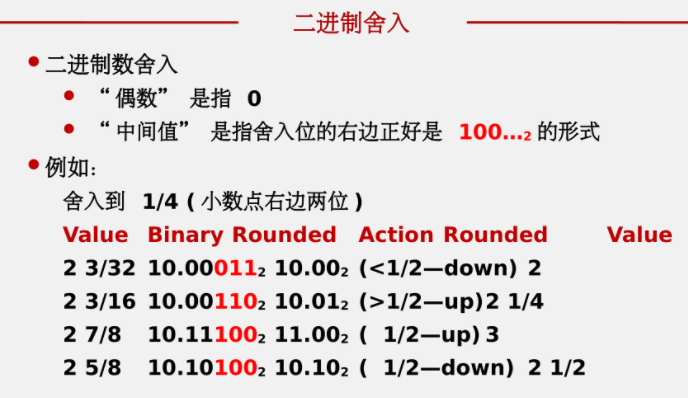 二进制舍入
二进制数舍入
“偶数” 是指 0
“中间值” 是指舍入位的右边正好是 100…₂ 的形式
例如:
舍入到 1/4 ( 小数点右边两位 )
Value Binary Rounded Action Rounded Value
2 3/32 10.00011₂ 10.00₂ (<1/2—down) 2
2 3/16 10.00110₂ 10.01₂ (>1/2—up)2 1/4
2 7/8 10.11100₂ 11.00₂ ( 1/2—up) 3
2 5/8 10.10100₂ 10.10₂ ( 1/2—down) 2 1/2